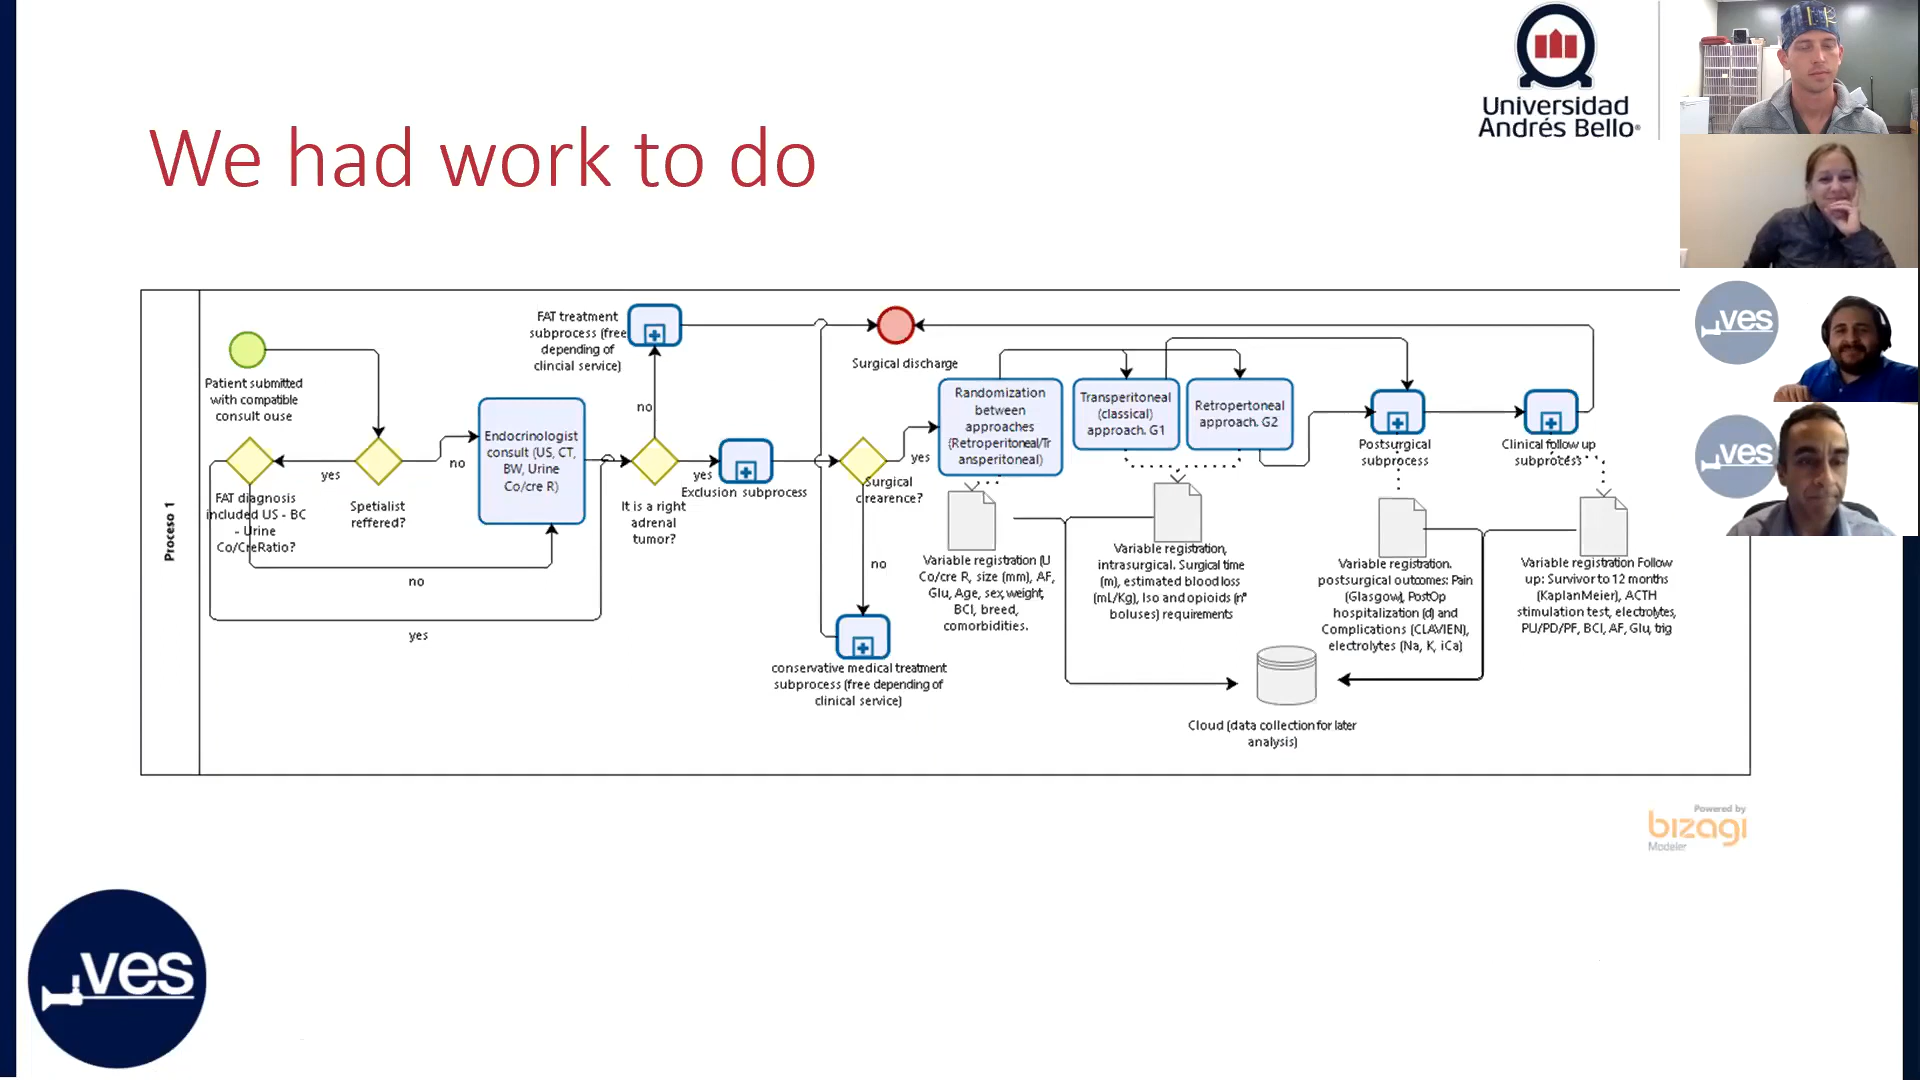 We had work to do
Universidad
Andrés Bello
Proceso 1
Patient submitted
with compatible
consult ouse
FAT diagnosis
included US - BC
- Urine
Co/CreRatio?
yes
Spetialist
reffered?
no
Endocrinologist
consult (US, CT,
BW, Urine
Co/cre R)
no
yes
FAT treatment
subprocess (free
depending of
clincial service)
no
It is a right
adrenal
tumor?
yes
Exclusion subprocess
Surgical
crearence?
yes
no
conservative medical treatment
subprocess (free depending of
clinical service)
Surgical discharge
Randomization
between
approaches
(Retroperitoneal/Tr
ansperitoneal)
Transperitoneal
(classical)
approach. G1
Retropertoneal
approach. G2
Postsurgical
subprocess
Clinical follow up
subprocess
Variable registration (U
Co/cre R, size (mm), AF,
Glu, Age, sex, weight,
BCI, breed,
comorbidities.
Variable registration,
intrasurgical. Surgical time
(m), estimated blood loss
(mL/Kg), Iso and opioids (n°
boluses) requirements
Variable registration.
postsurgical outcomes: Pain
(Glasgow), PostOp
hospitalization (d) and
Complications (CLAVIEN),
electrolytes (Na, K, iCa)
Variable registration Follow
up: Survivor to 12 months
(KaplanMeier), ACTH
stimulation test, electrolytes,
PU/PD/PF, BCI, AF, Glu, trig
Cloud (data collection for later
analysis)
Powered by
bizagi
Modeler
ves
ves
ves